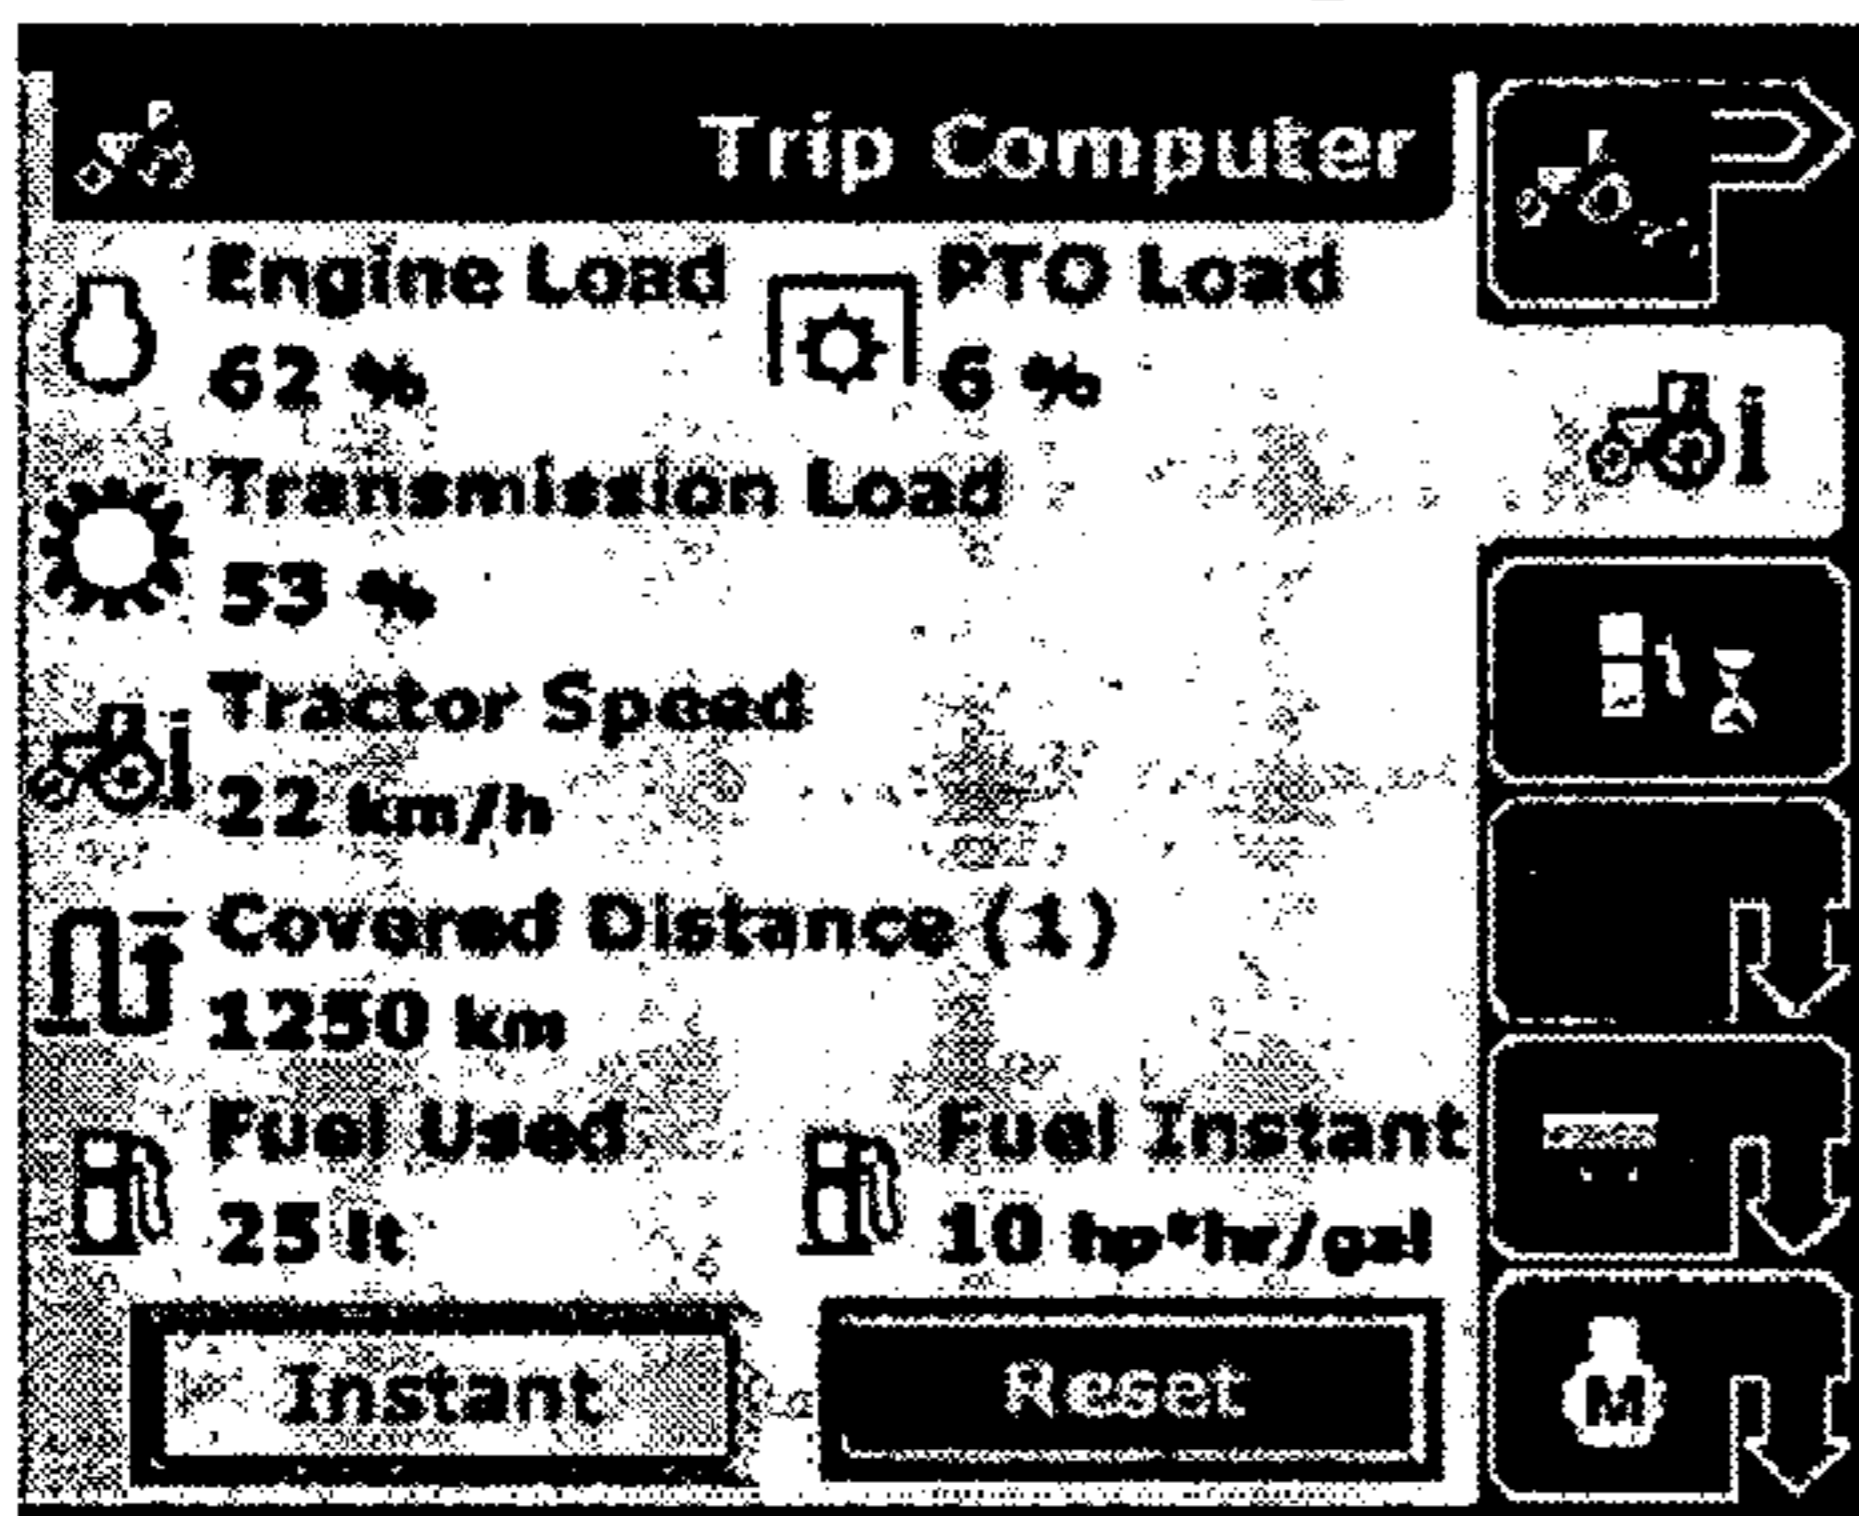 Trip Computer
Engine Load
62 %
PTO Load
6 %
Transmission Load
53 %
Tractor Speed
22 km/h
Covered Distance (1)
1250 km
Fuel Used
25 lt
Fuel Instant
10 hp*hr/gal
Instant
Reset
i
i
M